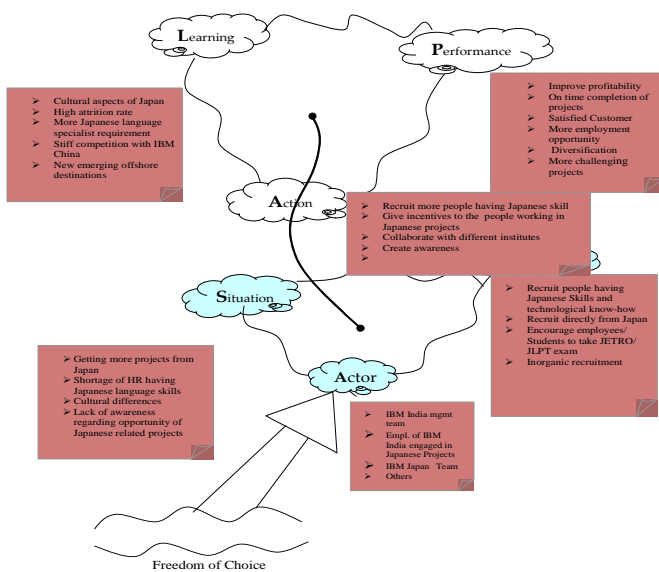 Learning
Performance
➢ Cultural aspects of Japan
➢ High attrition rate
➢ More Japanese language
specialist requirement
➢ Stiff competition with IBM
China
➢ New emerging offshore
destinations
➢ Improve profitability
➢ On time completion of
projects
➢ Satisfied Customer
➢ More employment
opportunity
➢ Diversification
➢ More challenging
projects
Action
➢ Recruit more people having Japanese skill
➢ Give incentives to the people working in
Japanese projects
➢ Collaborate with different institutes
➢ Create awareness
➢
Situation
➢ Recruit people having
Japanese Skills and
technological know-how
➢ Recruit directly from Japan
➢ Encourage employees/
Students to take JETRO/
JLPT exam
➢ Inorganic recruitment
➢ Getting more projects from
Japan
➢ Shortage of HR having
Japanese language skills
➢ Cultural differences
➢ Lack of awareness
regarding opportunity of
Japanese related projects
Actor
➢ IBM India mgmt
team
➢ Empl. of IBM
India engaged in
Japanese Projects
➢ IBM Japan Team
➢ Others
Freedom of Choice